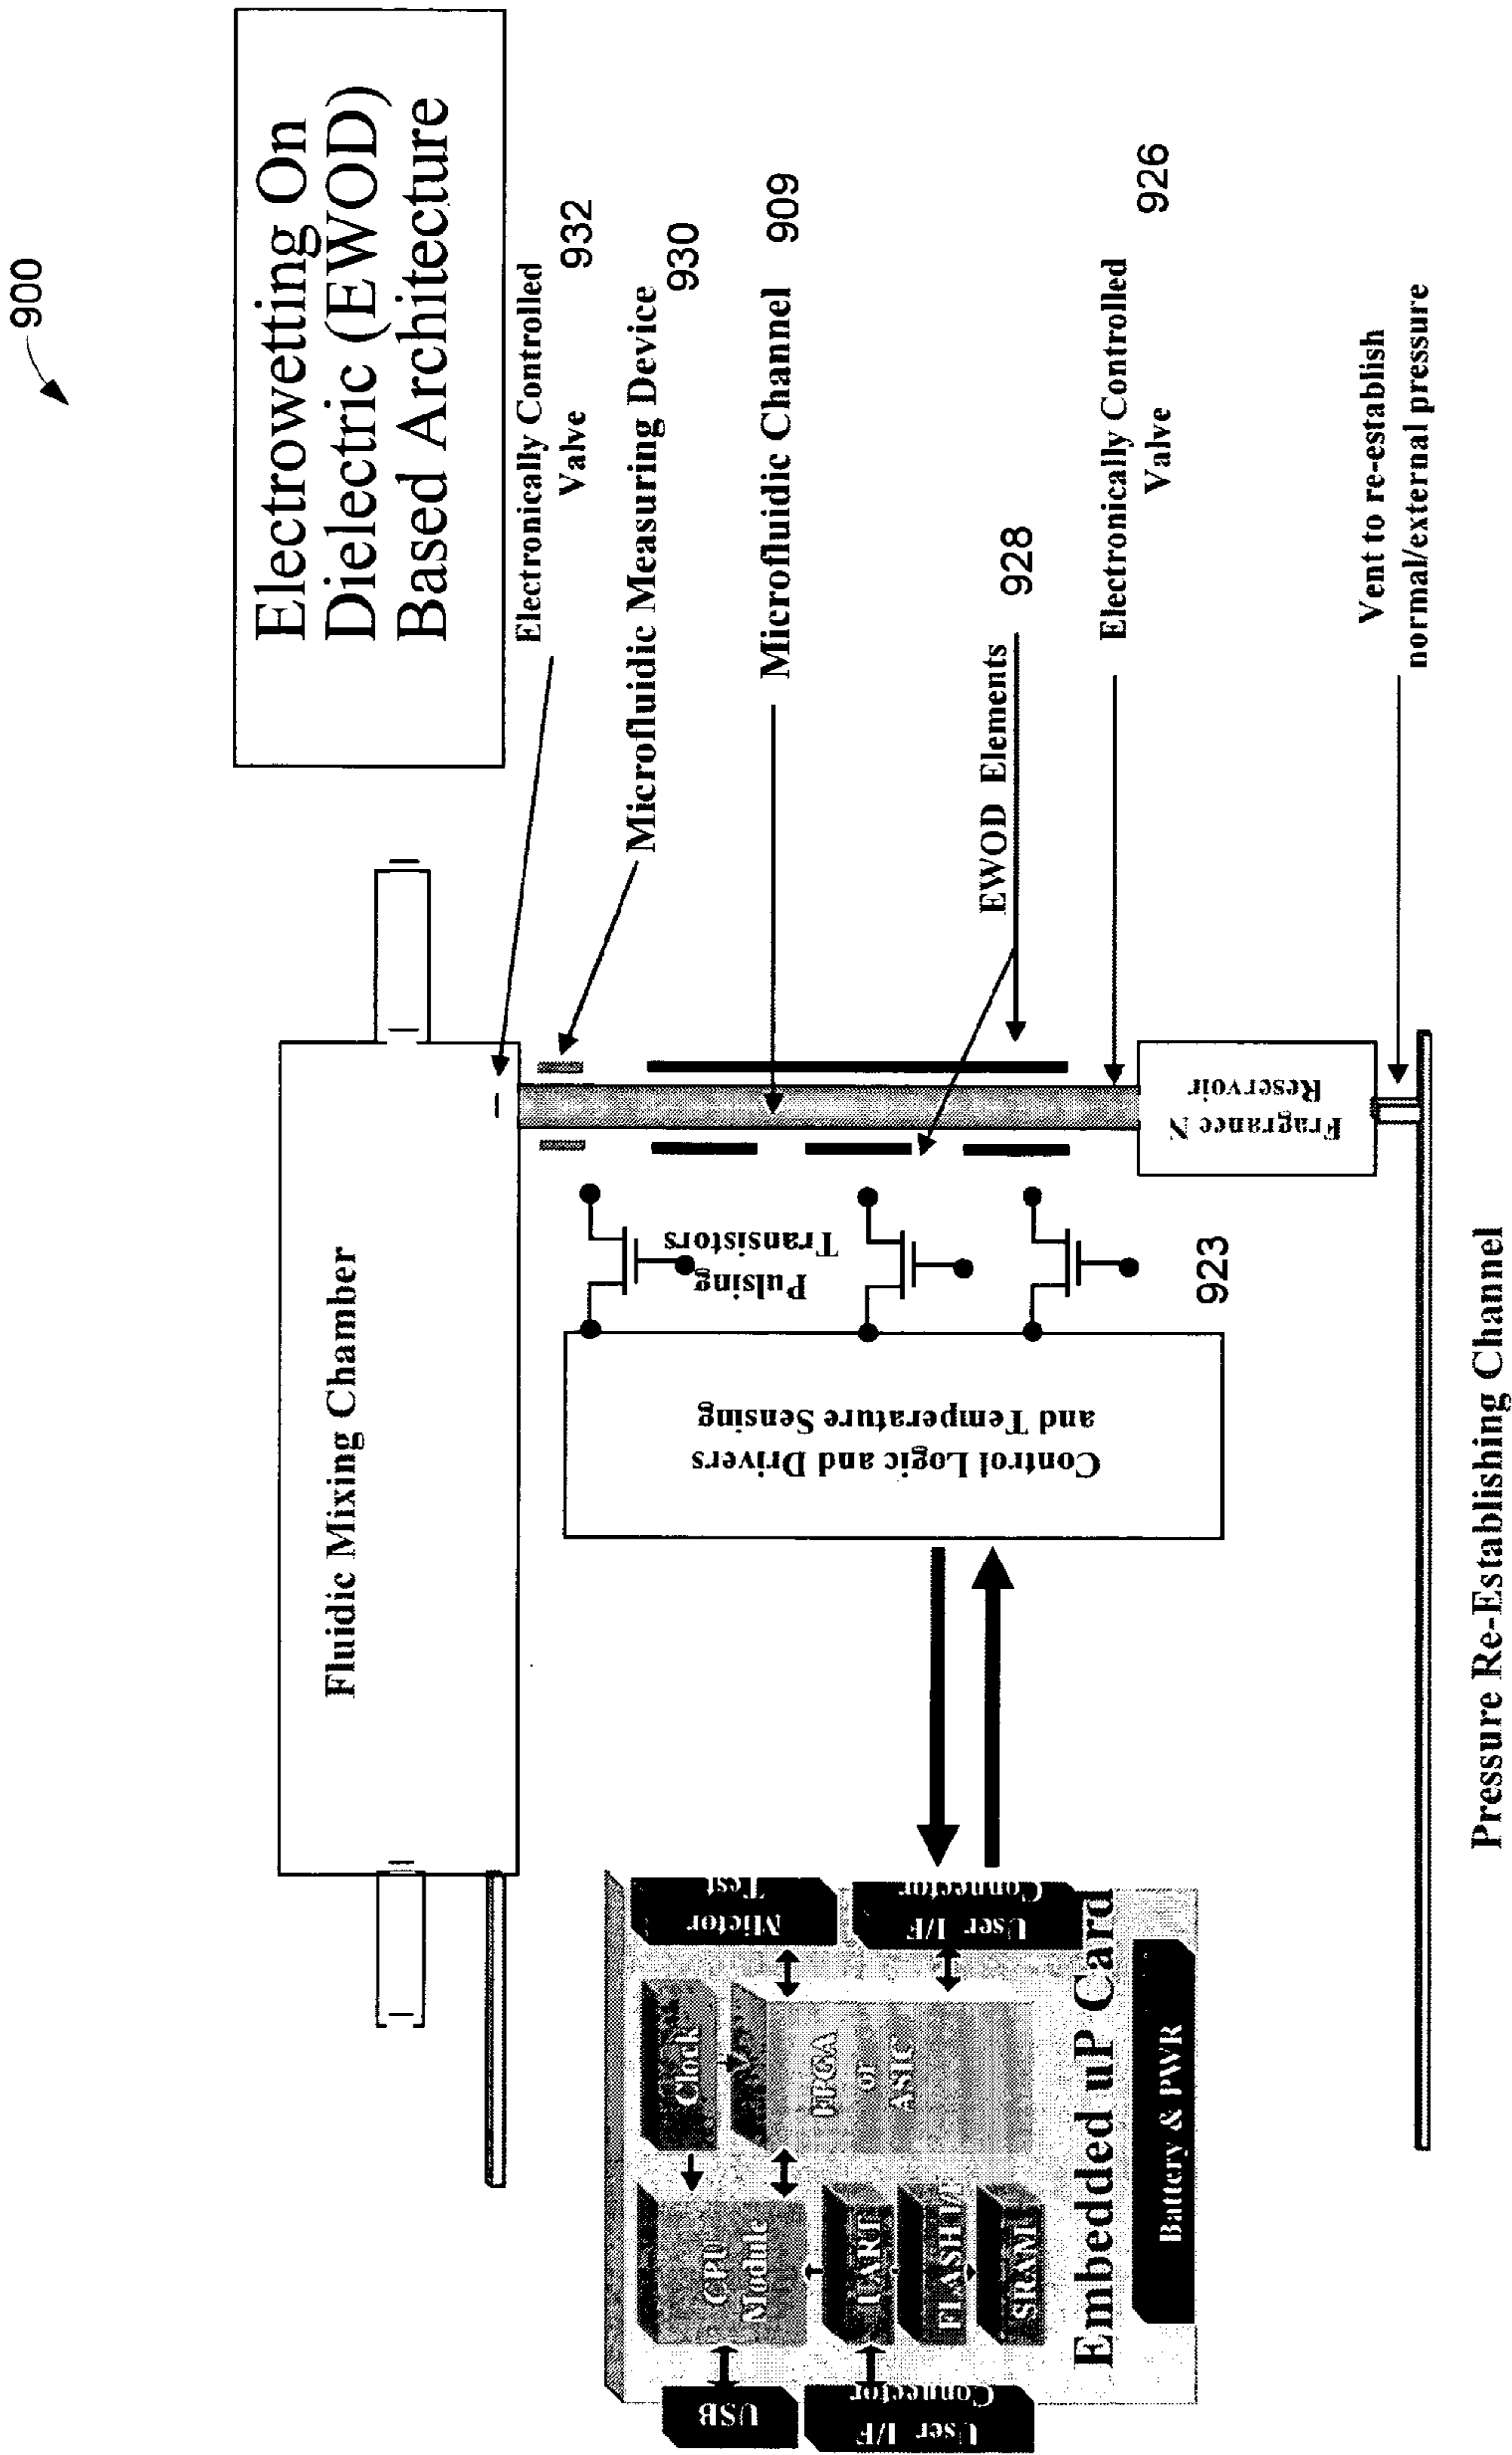 900
Electrowetting On
Dielectric (EWOD)
Based Architecture
Electronically Controlled
Valve
932
Microfluidic Measuring Device
930
Microfluidic Channel
909
EWOD Elements
928
Electronically Controlled
Valve
926
Vent to re-establish
normal/external pressure
Fluidic Mixing Chamber
Pulsing
Transistors
923
Control Logic and Drivers
and Temperature Sensing
Fragrance N
Reservoir
Mictor
Test
User I/F
Connector
Clock
FPGA
or
ASIC
CPU
Module
UART
FLASH I/F
SRAM
USB
User I/F
Connector
Embedded uP Card
Battery & PWR
Pressure Re-Establishing Channel